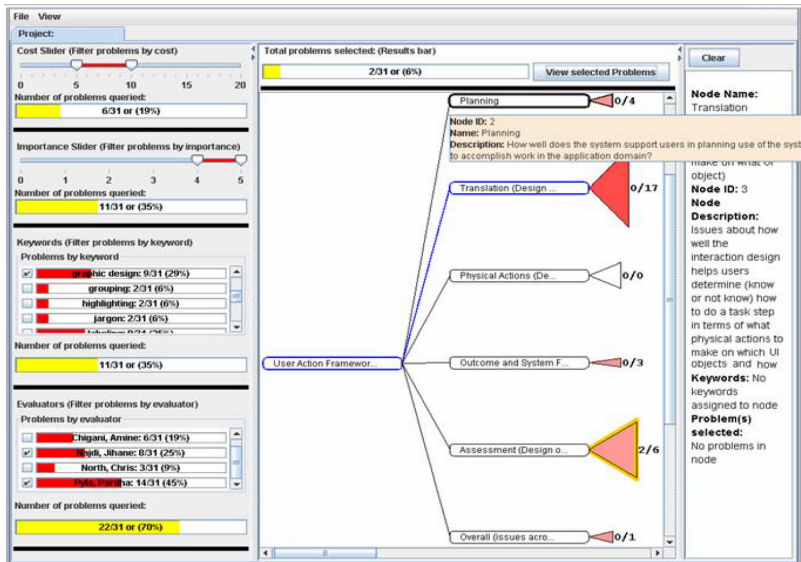 File View
Project:
Cost Slider (Filter problems by cost)
0 5 10 15 20
Number of problems queried:
6/31 or (19%)
Importance Slider (Filter problems by importance)
0 1 2 3 4 5
Number of problems queried:
11/31 or (35%)
Keywords (Filter problems by keyword)
Problems by keyword
graphic design: 9/31 (29%)
grouping: 2/31 (6%)
highlighting: 2/31 (6%)
jargon: 2/31 (6%)
Number of problems queried:
11/31 or (35%)
Evaluators (Filter problems by evaluator)
Problems by evaluator
Chigani, Amine: 6/31 (19%)
Najdi, Jihane: 8/31 (25%)
North, Chris: 3/31 (9%)
Pyla, Pardha: 14/31 (45%)
Number of problems queried:
22/31 or (70%)
Total problems selected: (Results bar)
2/31 or (6%)
View selected Problems
Planning
0/4
Node ID: 2
Name: Planning
Description: How well does the system support users in planning use of the syst
to accomplish work in the application domain?
Translation (Design ...
0/17
Physical Actions (De...
0/0
User Action Framewor...
Outcome and System F...
0/3
Assessment (Design o...
2/6
Overall (issues acro...
0/1
Clear
Node Name:
Translation
make on what UI
object)
Node ID: 3
Node
Description:
Issues about how
well the
interaction design
helps users
determine (know
or not know) how
to do a task step
in terms of what
physical actions to
make on which UI
objects and how
Keywords: No
keywords
assigned to node
Problem(s)
selected:
No problems in
node